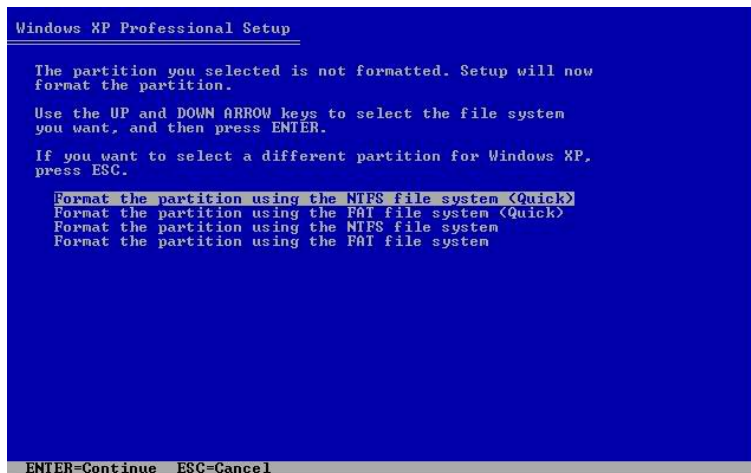 Windows XP Professional Setup
The partition you selected is not formatted. Setup will now
format the partition.
Use the UP and DOWN ARROW keys to select the file system
you want, and then press ENTER.
If you want to select a different partition for Windows XP,
press ESC.
Format the partition using the NTFS file system (Quick)
Format the partition using the FAT file system (Quick)
Format the partition using the NTFS file system
Format the partition using the FAT file system
ENTER=Continue ESC=Cancel